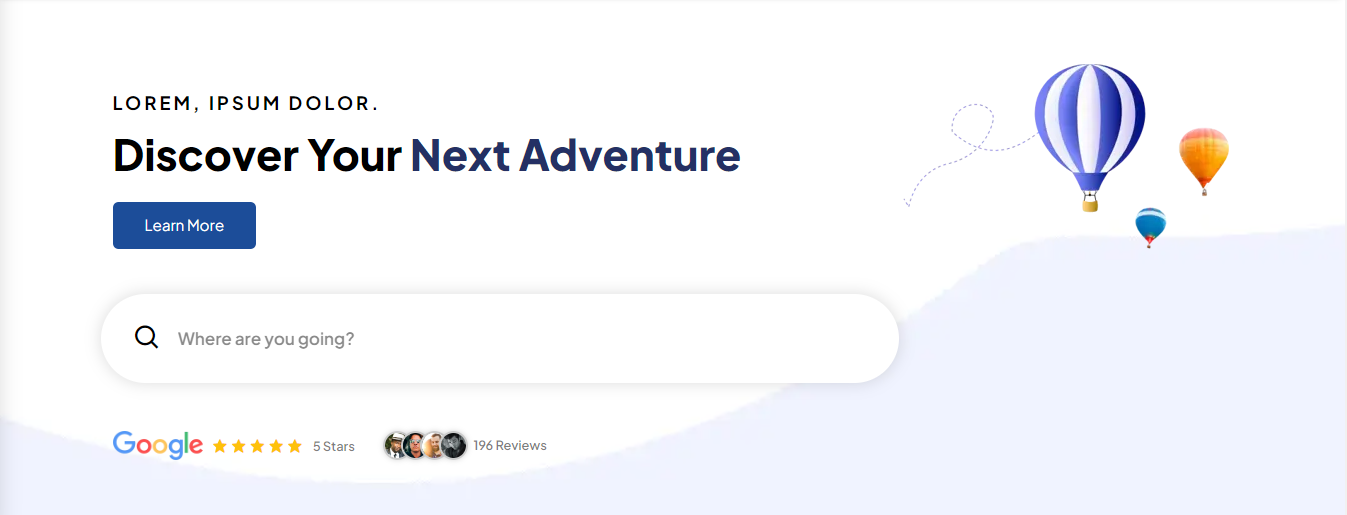 LOREM, IPSUM DOLOR.
Discover Your Next Adventure
Learn More
Where are you going?
Google 5 Stars 196 Reviews